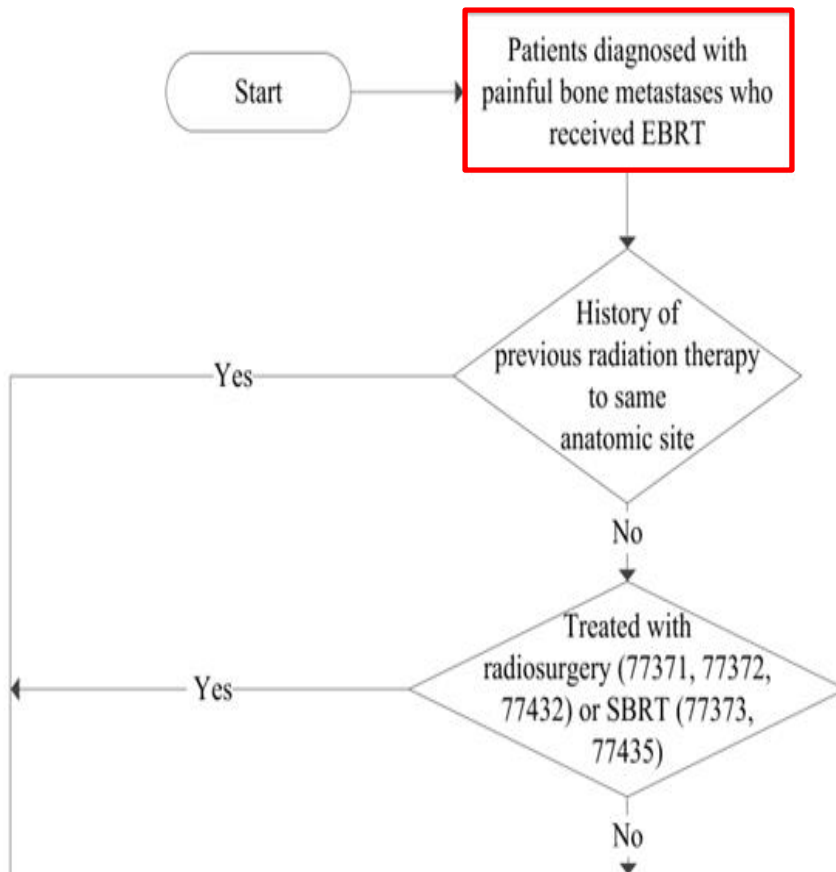 Start
Patients diagnosed with
painful bone metastases who
received EBRT
History of
previous radiation therapy
to same
anatomic site
Yes
No
Treated with
radiosurgery (77371, 77372,
77432) or SBRT (77373,
77435)
Yes
No